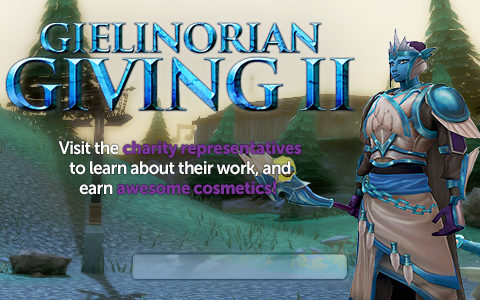 GIELINORIAN
GIVING II
Visit the charity representatives
to learn about their work, and
earn awesome cosmetics!